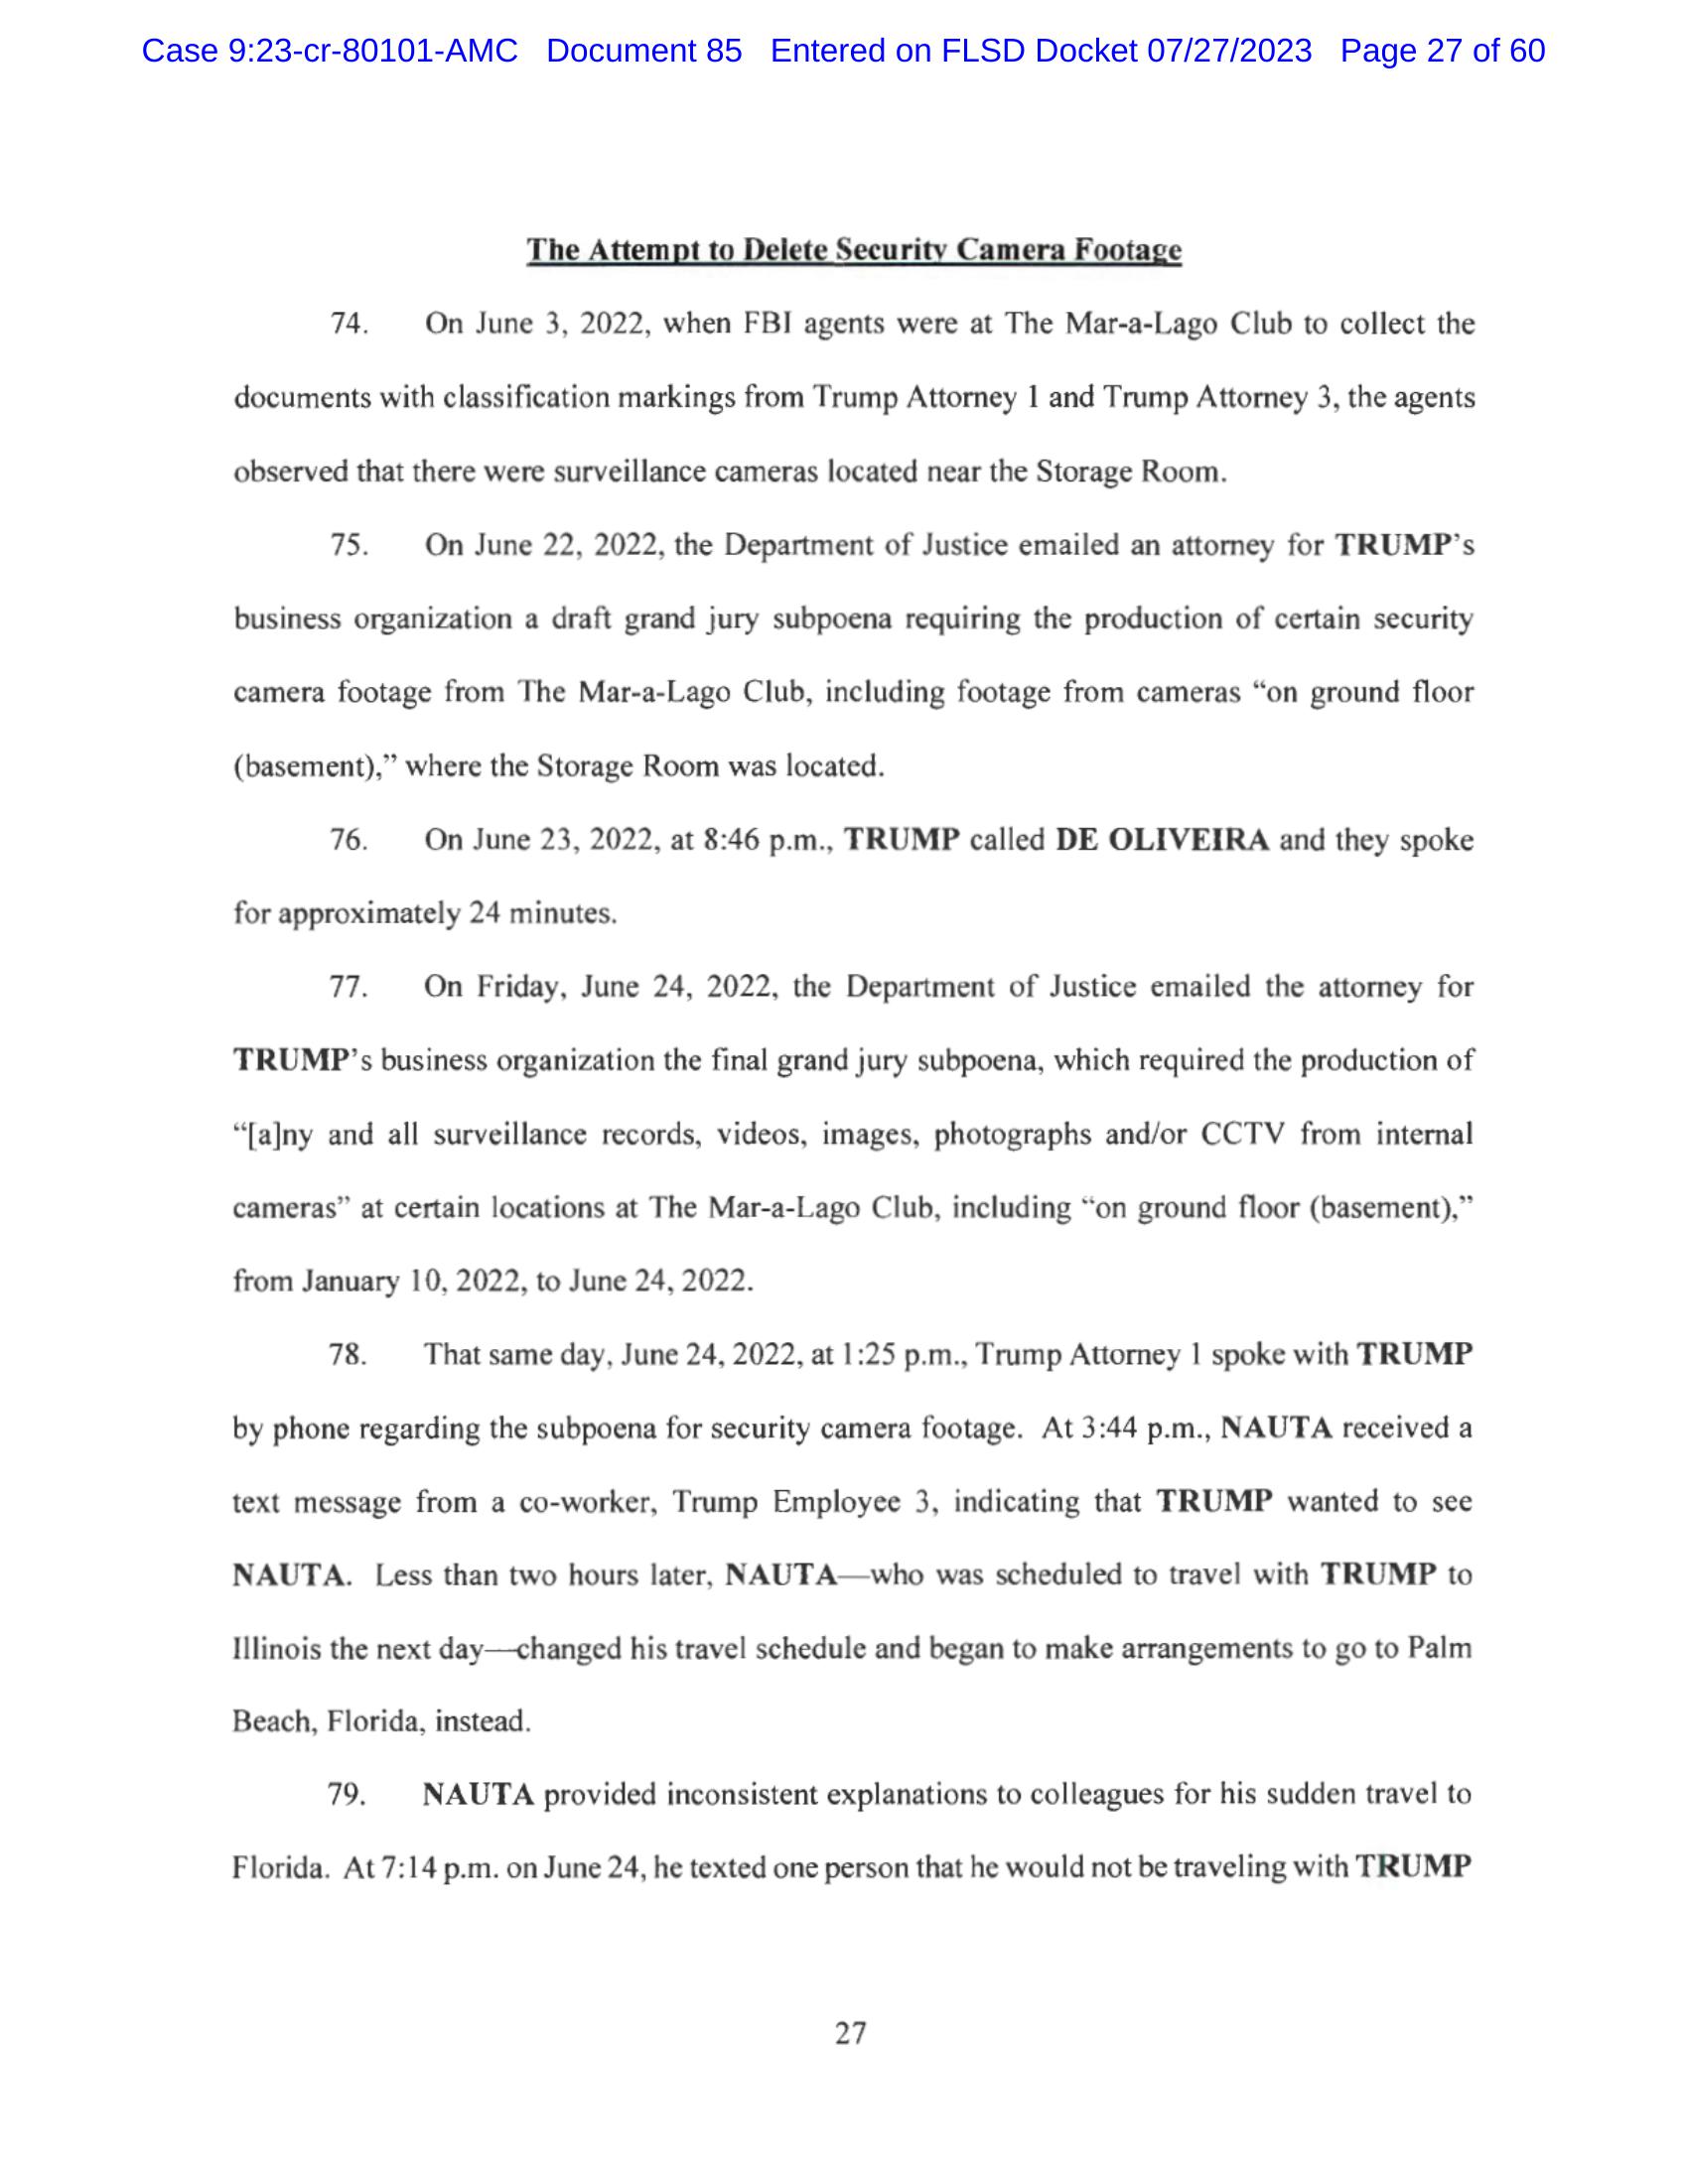 Case 9:23-cr-80101-AMC Document 85 Entered on FLSD Docket 07/27/2023 Page 27 of 60
The Attempt to Delete Security Camera Footage
74. On June 3, 2022, when FBI agents were at The Mar-a-Lago Club to collect the
documents with classification markings from Trump Attorney 1 and Trump Attorney 3, the agents
observed that there were surveillance cameras located near the Storage Room.
75. On June 22, 2022, the Department of Justice emailed an attorney for TRUMP's
business organization a draft grand jury subpoena requiring the production of certain security
camera footage from The Mar-a-Lago Club, including footage from cameras “on ground floor
(basement),” where the Storage Room was located.
76. On June 23, 2022, at 8:46 p.m., TRUMP called DE OLIVEIRA and they spoke
for approximately 24 minutes.
77. On Friday, June 24, 2022, the Department of Justice emailed the attorney for
TRUMP's business organization the final grand jury subpoena, which required the production of
“[a]ny and all surveillance records, videos, images, photographs and/or CCTV from internal
cameras” at certain locations at The Mar-a-Lago Club, including “on ground floor (basement),”
from January 10, 2022, to June 24, 2022.
78. That same day, June 24, 2022, at 1:25 p.m., Trump Attorney 1 spoke with TRUMP
by phone regarding the subpoena for security camera footage. At 3:44 p.m., NAUTA received a
text message from a co-worker, Trump Employee 3, indicating that TRUMP wanted to see
NAUTA. Less than two hours later, NAUTA—who was scheduled to travel with TRUMP to
Illinois the next day—changed his travel schedule and began to make arrangements to go to Palm
Beach, Florida, instead.
79. NAUTA provided inconsistent explanations to colleagues for his sudden travel to
Florida. At 7:14 p.m. on June 24, he texted one person that he would not be traveling with TRUMP
27